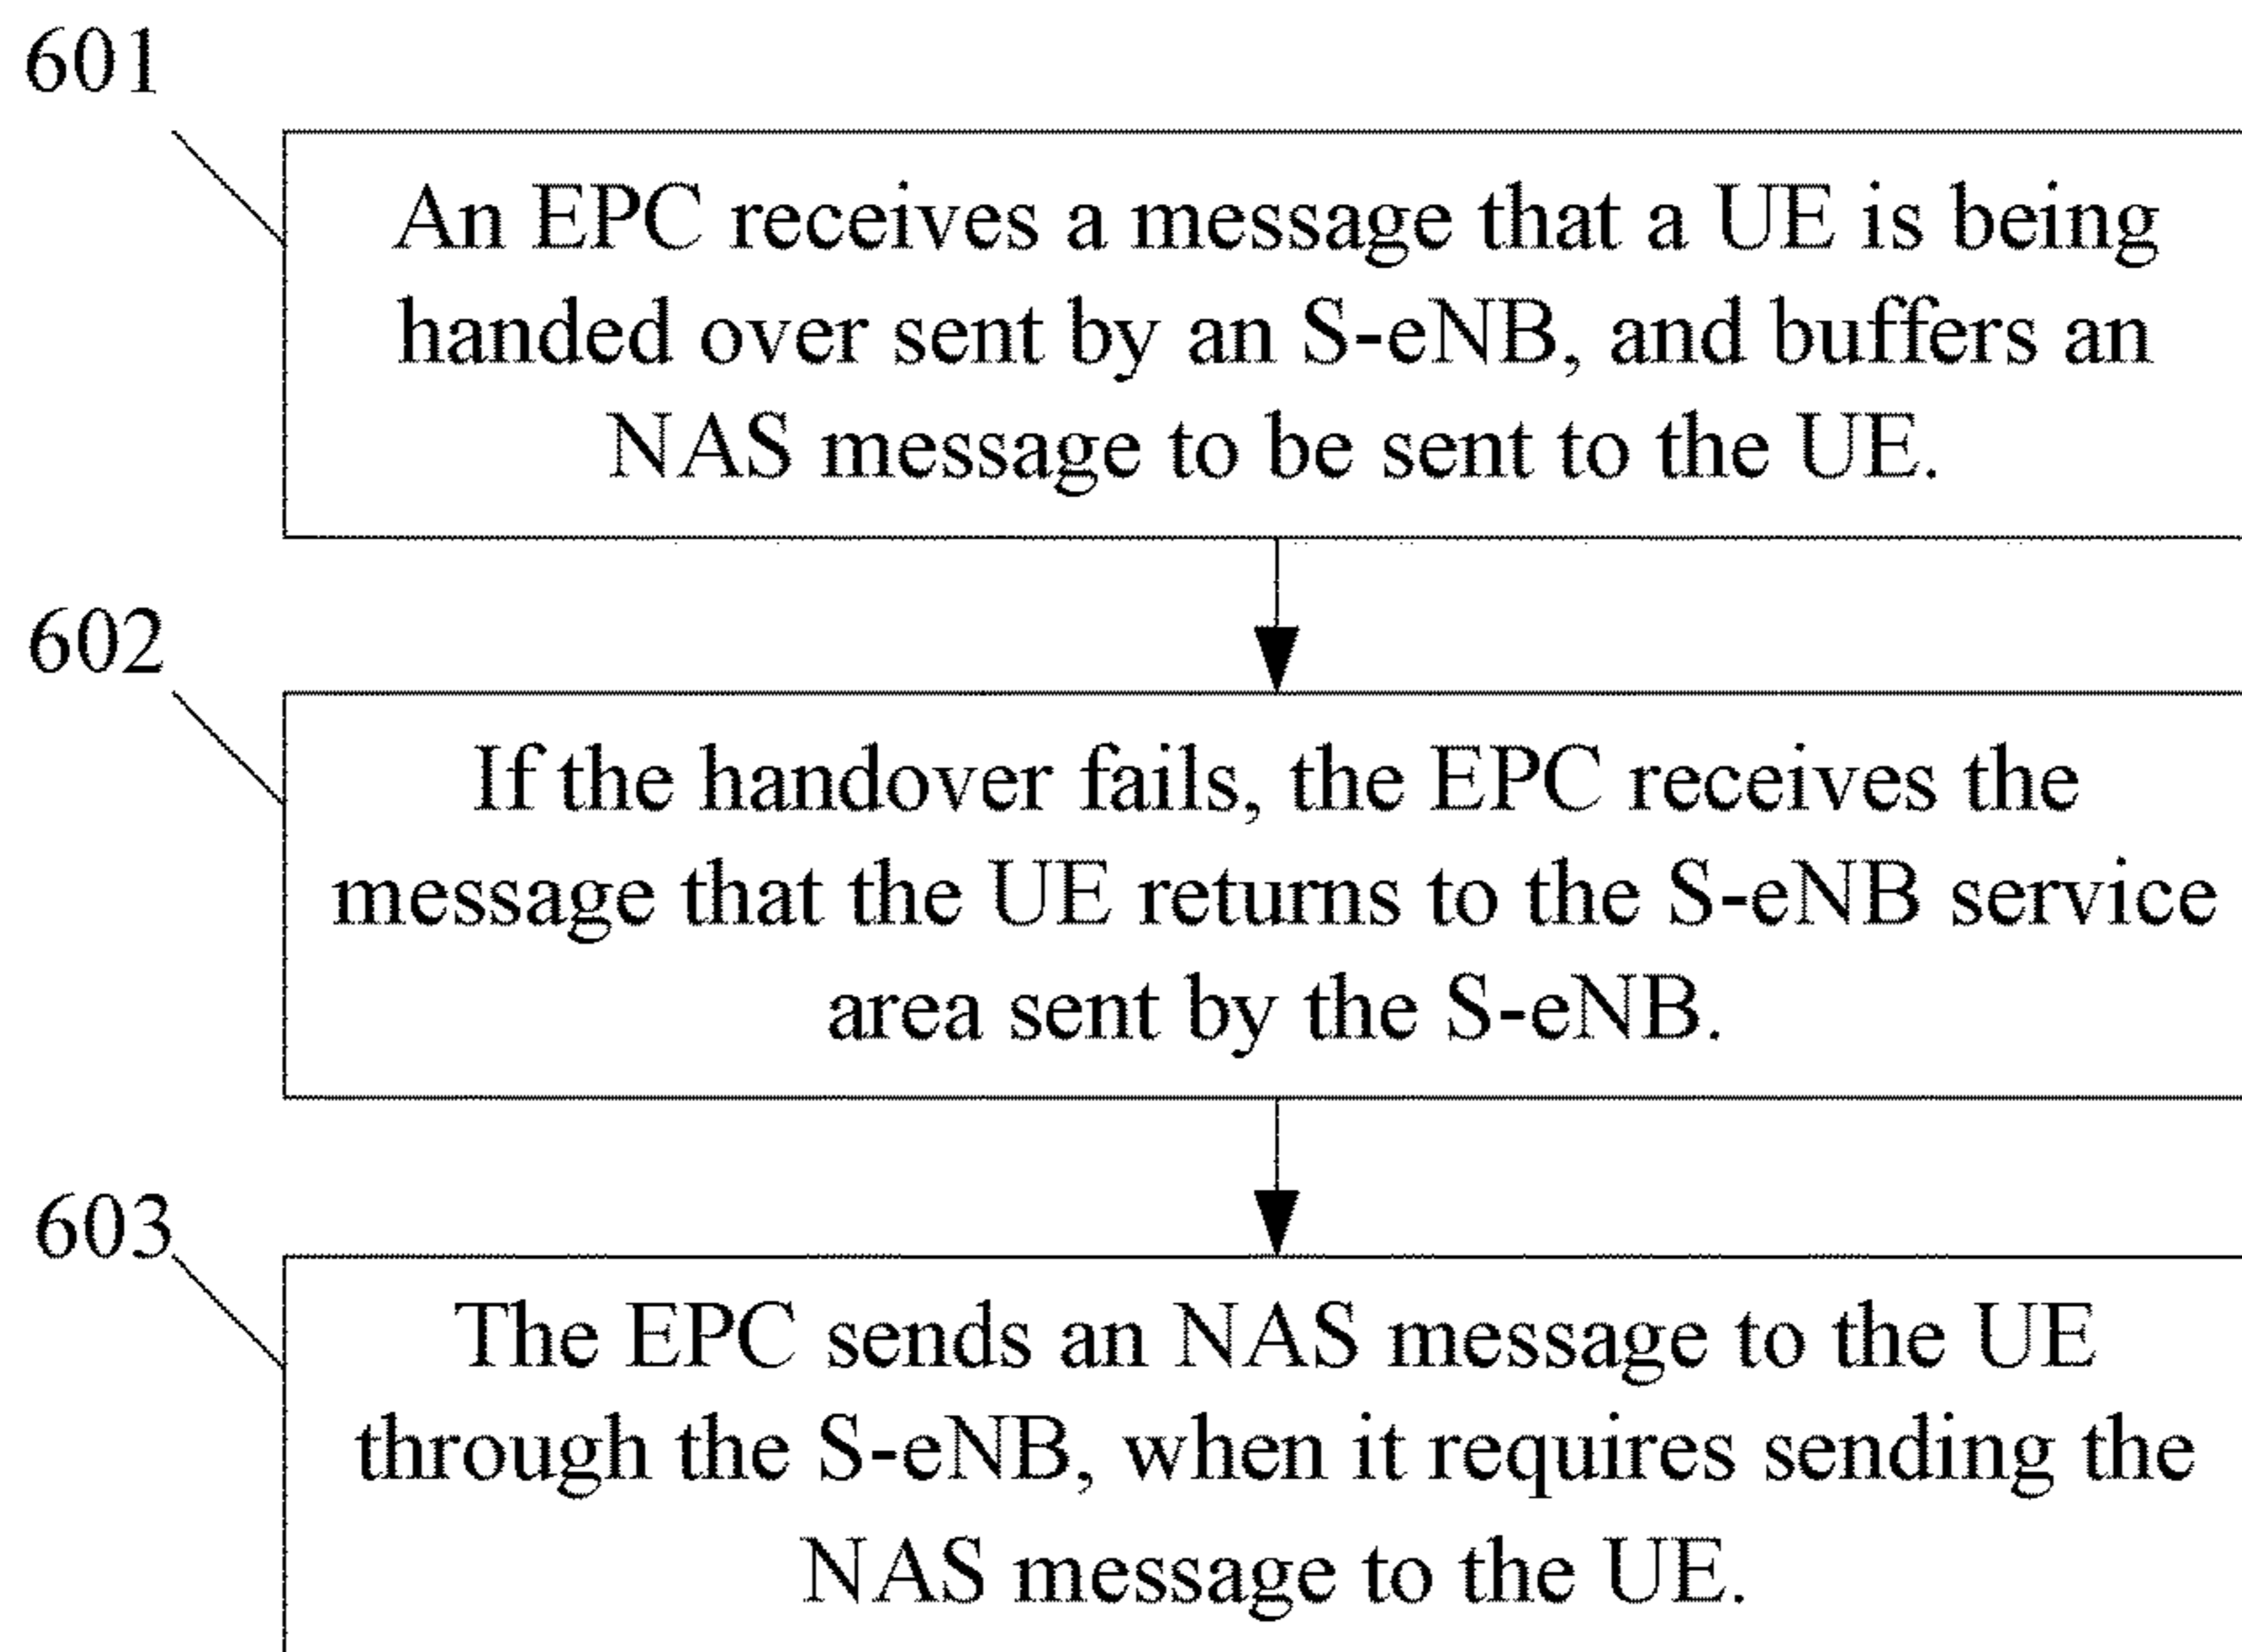 601
An EPC receives a message that a UE is being
handed over sent by an S-eNB, and buffers an
NAS message to be sent to the UE.
602
If the handover fails, the EPC receives the
message that the UE returns to the S-eNB service
area sent by the S-eNB.
603
The EPC sends an NAS message to the UE
through the S-eNB, when it requires sending the
NAS message to the UE.